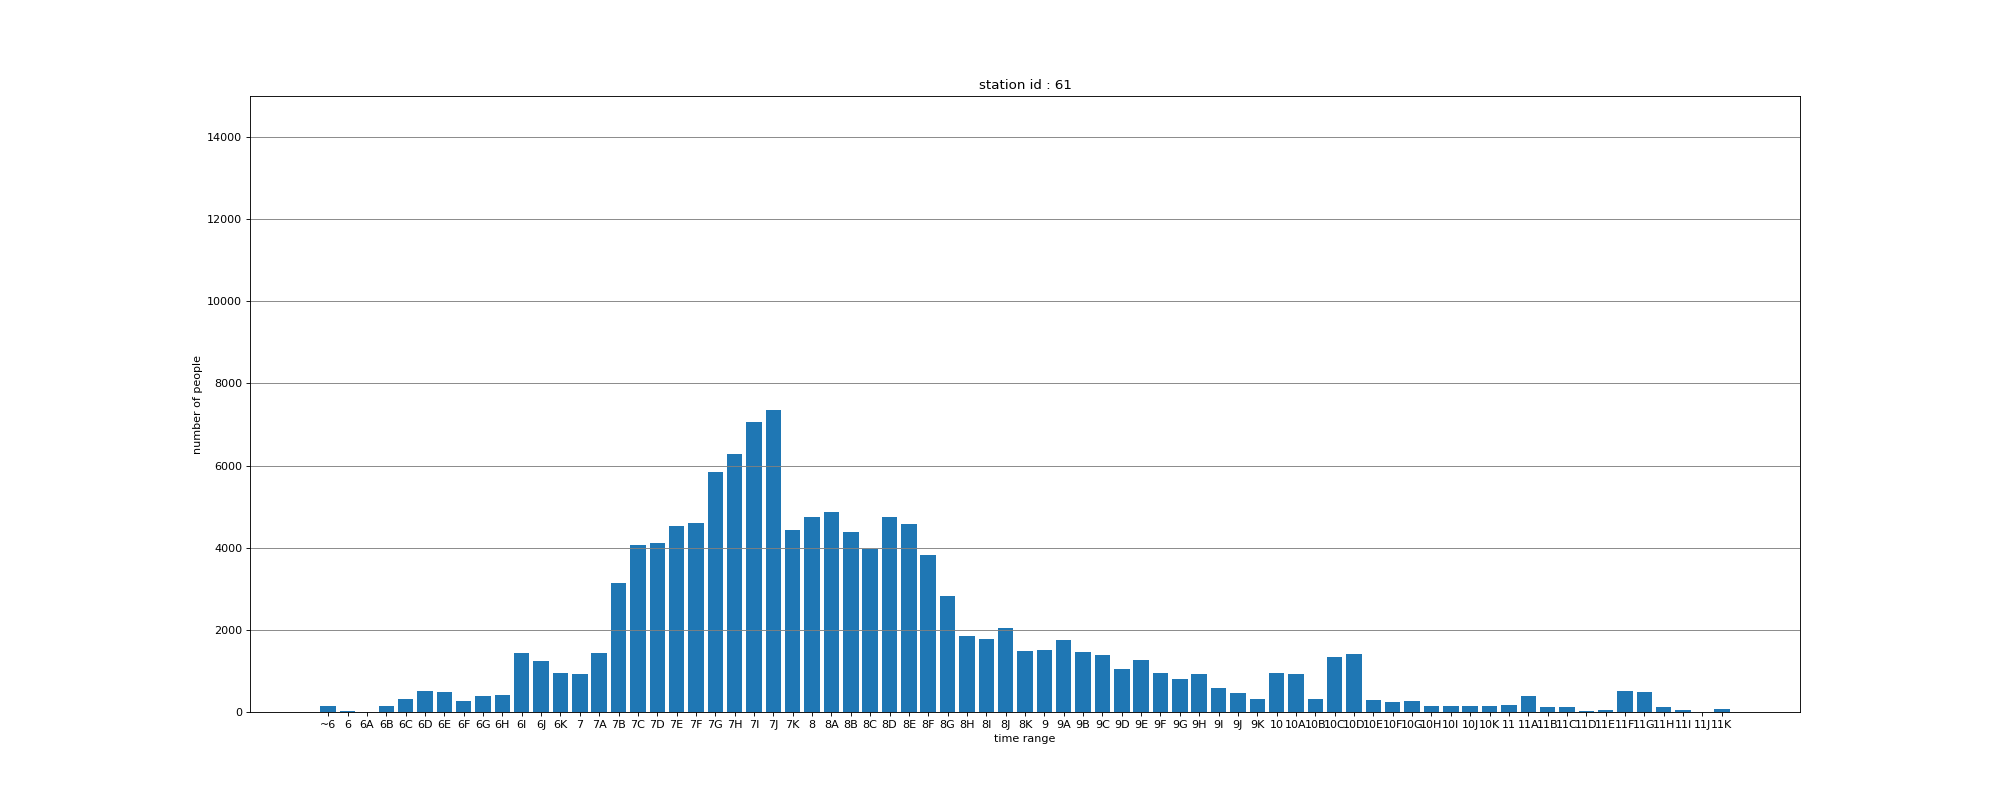 station id : 61
14000
12000
10000
8000
6000
4000
2000
0
number of people
~6 6 6A 6B 6C 6D 6E 6F 6G 6H 6I 6J 6K 7 7A 7B 7C 7D 7E 7F 7G 7H 7I 7J 7K 8 8A 8B 8C 8D 8E 8F 8G 8H 8I 8J 8K 9 9A 9B 9C 9D 9E 9F 9G 9H 9I 9J 9K 10 10A 10B 10C 10D 10E 10F 10G 10H 10I 10J 10K 11 11A 11B 11C 11D 11E 11F 11G 11H 11I 11J 11K
time range